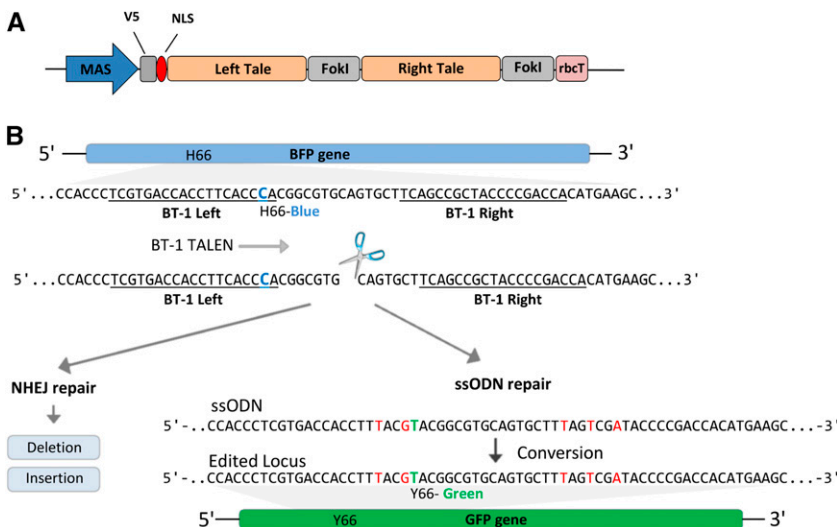 A
V5
NLS
MAS
Left Tale
FokI
Right Tale
FokI
rbcT
B
5'
H66
BFP gene
3'
5'...CCACCCTCGTGACCACCTTCACCCACGGCGTGCAGTGCTTCAGCCGCTACCCCGACCACATGAAGC...3'
BT-1 Left
H66-Blue
BT-1 Right
BT-1 TALEN
5'...CCACCCTCGTGACCACCTTCACCCACGGCGTG CAGTGCTTCAGCCGCTACCCCGACCACATGAAGC...3'
BT-1 Left
BT-1 Right
NHEJ repair
ssODN repair
Deletion
Insertion
ssODN
5'-..CCACCCTCGTGACCACCTTTACGTACGGCGTGCAGTGCTTTAGTCGATACCCCGACCACATGAAGC...-3'
Conversion
Edited Locus
5'-..CCACCCTCGTGACCACCTTTACGTACGGCGTGCAGTGCTTTAGTCGATACCCCGACCACATGAAGC...-3'
Y66- Green
5'
Y66
GFP gene
3'